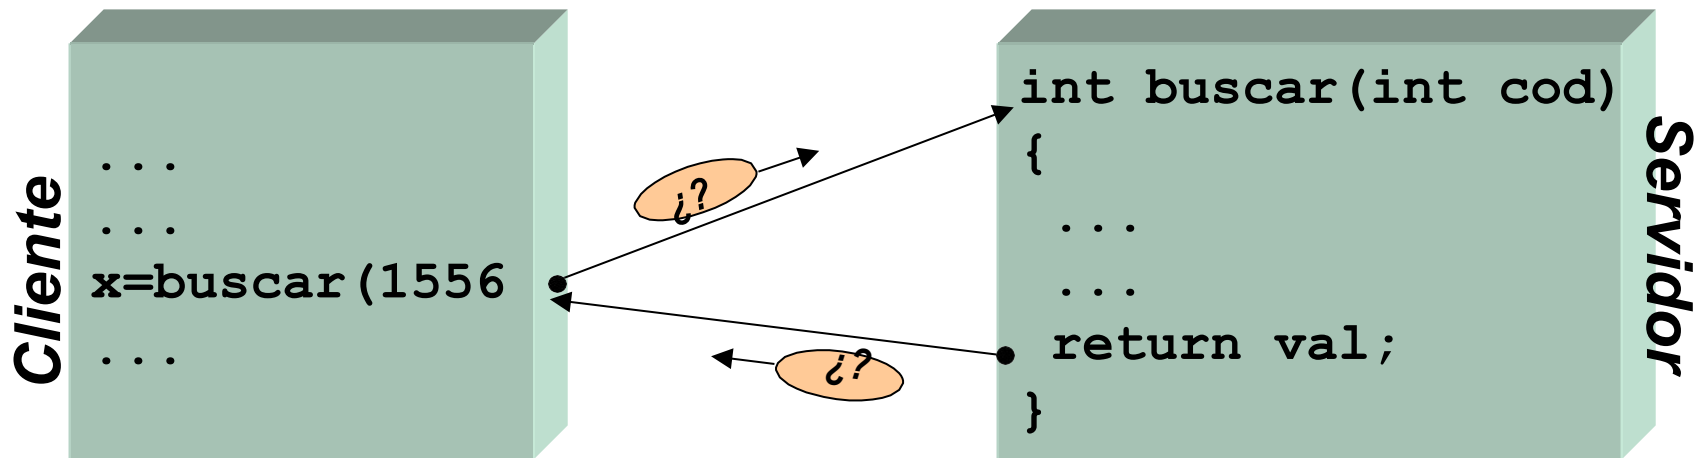 Cliente
...
...
x=buscar(1556
...
¿?
¿?
int buscar(int cod)
{
...
...
return val;
}
Servidor